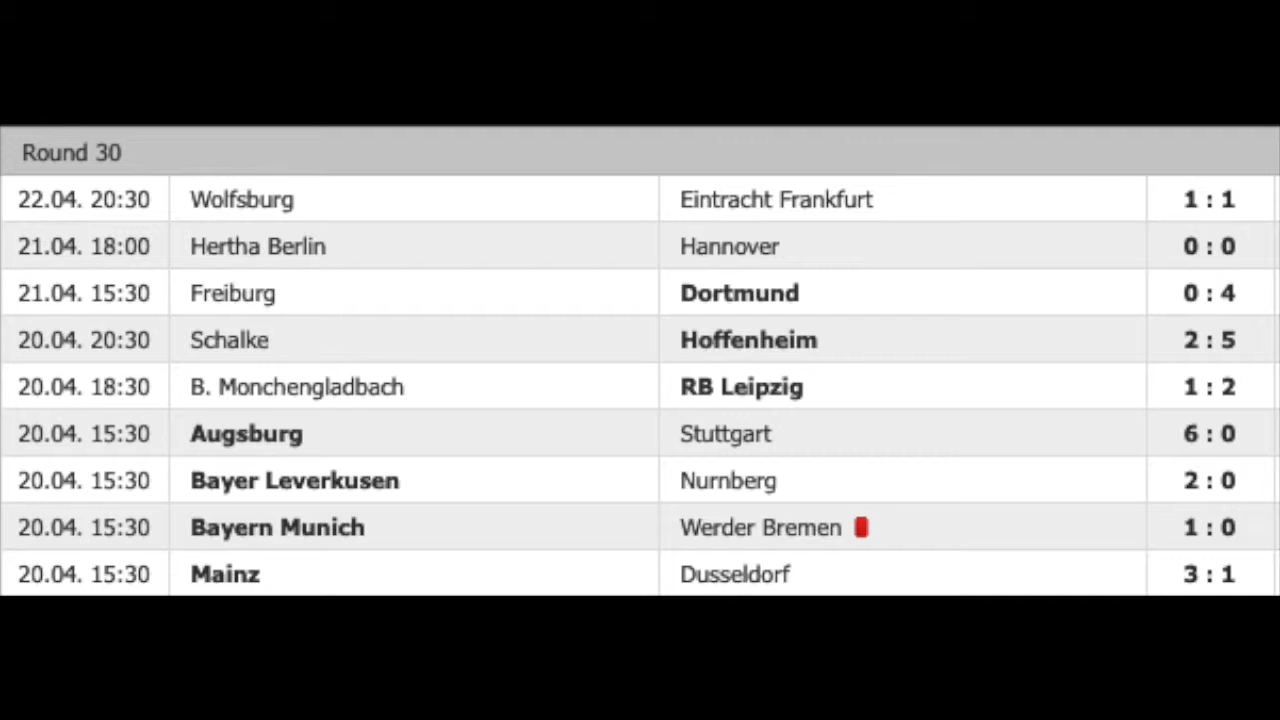 Round 30
22.04. 20:30 Wolfsburg Eintracht Frankfurt 1 : 1
21.04. 18:00 Hertha Berlin Hannover 0 : 0
21.04. 15:30 Freiburg Dortmund 0 : 4
20.04. 20:30 Schalke Hoffenheim 2 : 5
20.04. 18:30 B. Monchengladbach RB Leipzig 1 : 2
20.04. 15:30 Augsburg Stuttgart 6 : 0
20.04. 15:30 Bayer Leverkusen Nurnberg 2 : 0
20.04. 15:30 Bayern Munich Werder Bremen 1 : 0
20.04. 15:30 Mainz Dusseldorf 3 : 1